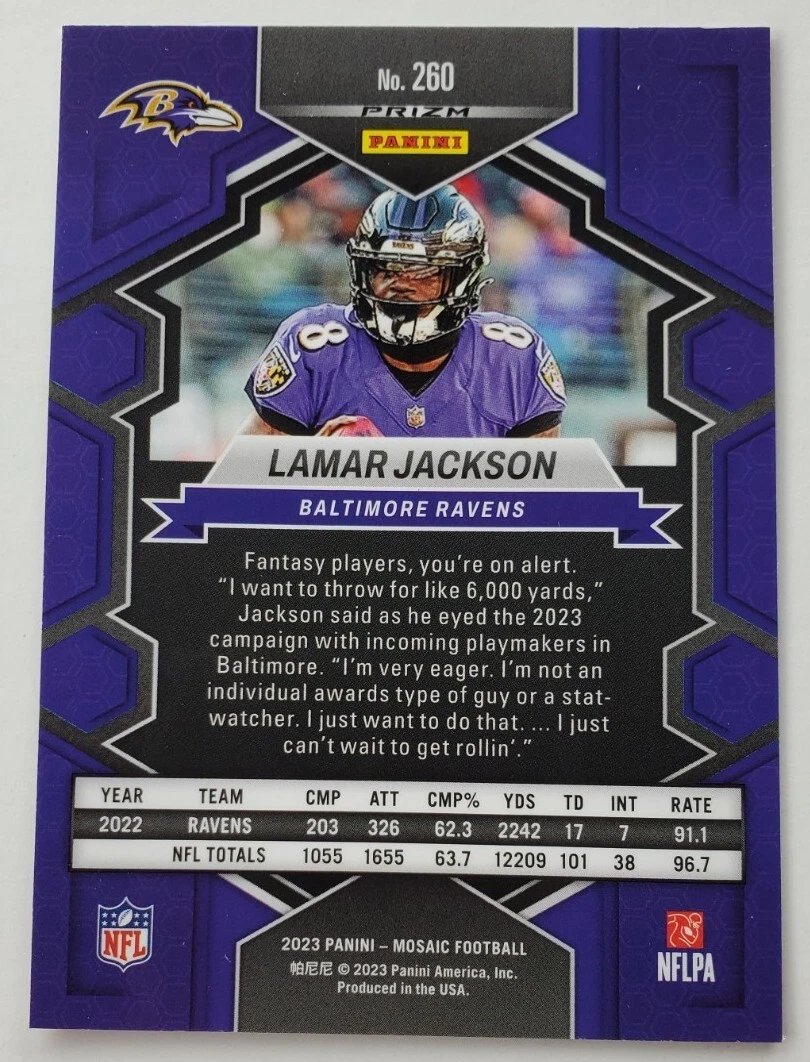 No. 260
PRIZM
PANINI
B
8 8
LAMAR JACKSON
BALTIMORE RAVENS
Fantasy players, you're on alert.
"I want to throw for like 6,000 yards,"
Jackson said as he eyed the 2023
campaign with incoming playmakers in
Baltimore. "I'm very eager. I'm not an
individual awards type of guy or a stat-
watcher. I just want to do that. ... I just
can't wait to get rollin'."
YEAR TEAM CMP ATT CMP% YDS TD INT RATE
2022 RAVENS 203 326 62.3 2242 17 7 91.1
NFL TOTALS 1055 1655 63.7 12209 101 38 96.7
NFL
2023 PANINI – MOSAIC FOOTBALL
帕尼尼 © 2023 Panini America, Inc.
Produced in the USA.
NFLPA